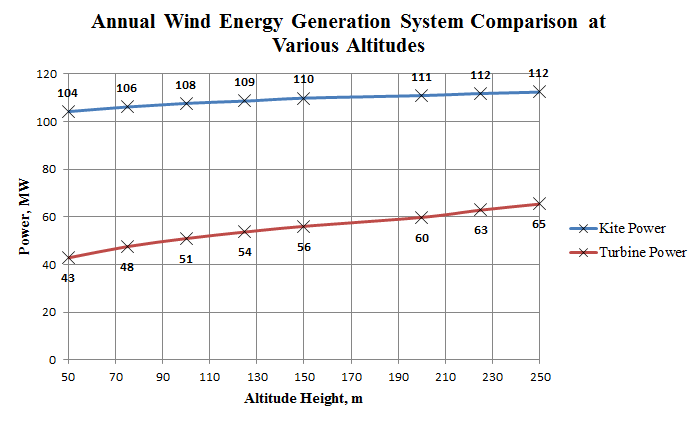 Annual Wind Energy Generation System Comparison at
Various Altitudes
120
104 106 108 109 110 111 112 112
100
80
60
43 48 51 54 56 60 63 65
40
20
0
50 70 90 110 130 150 170 190 210 230 250
Power, MW
Altitude Height, m
Kite Power
Turbine Power